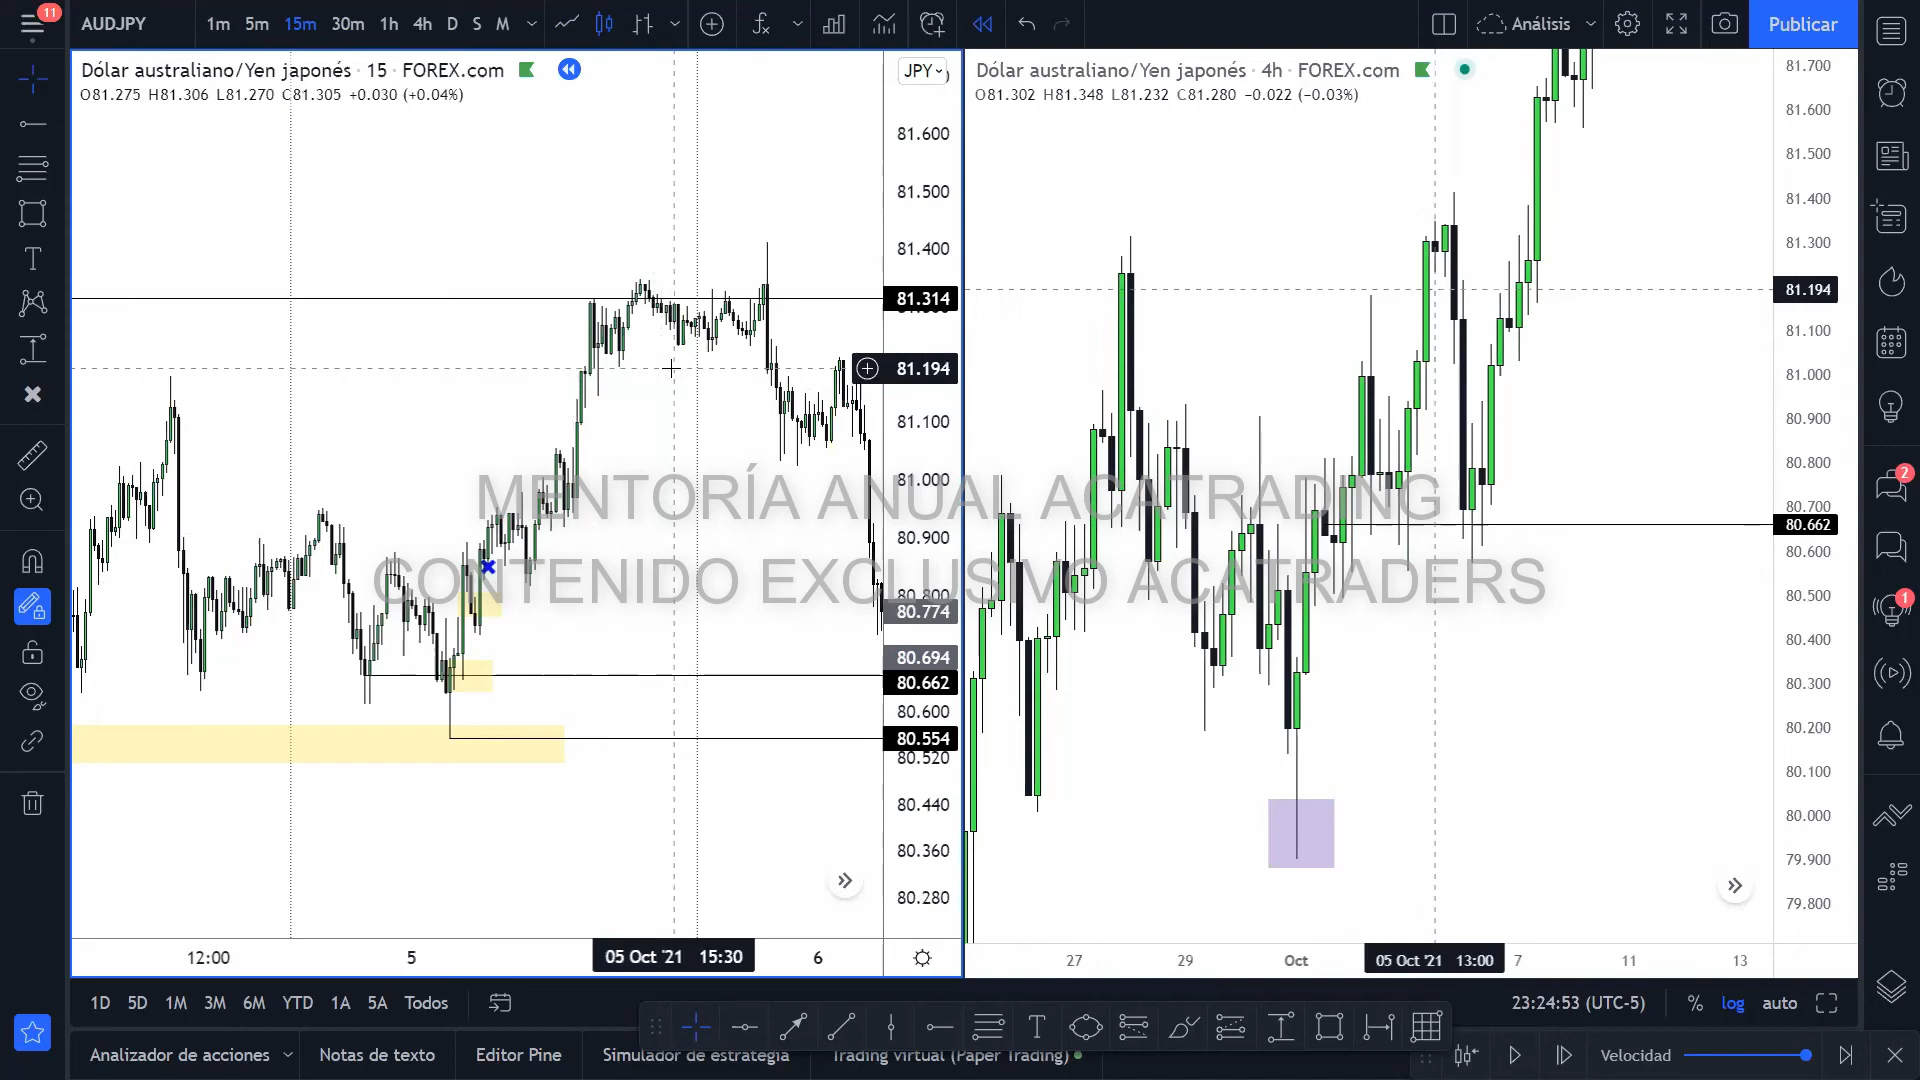 11
AUDJPY
1m 5m 15m 30m 1h 4h D S M
Análisis
Publicar
Dólar australiano/Yen japonés · 15 · FOREX.com
O81.275 H81.306 L81.270 C81.305 +0.030 (+0.04%)
JPY
81.600
81.500
81.400
81.314
81.194
81.100
81.000
80.900
80.800
80.774
80.694
80.662
80.600
80.554
80.520
80.440
80.360
80.280
12:00
5
05 Oct '21 15:30
6
Dólar australiano/Yen japonés · 4h · FOREX.com
O81.302 H81.348 L81.232 C81.280 −0.022 (−0.03%)
81.700
81.600
81.500
81.400
81.300
81.194
81.100
81.000
80.900
80.800
80.700
80.662
80.600
80.500
80.400
80.300
80.200
80.100
80.000
79.900
79.800
27
29
Oct
05 Oct '21 13:00
7
11
13
MENTORÍA ANUAL ACATRADING
CONTENIDO EXCLUSIVO ACATRADERS
2
1
1D 5D 1M 3M 6M YTD 1A 5A Todos
23:24:53 (UTC-5)
% log auto
Analizador de acciones
Notas de texto
Editor Pine
Simulador de estrategia
Trading virtual (Paper Trading)
Velocidad